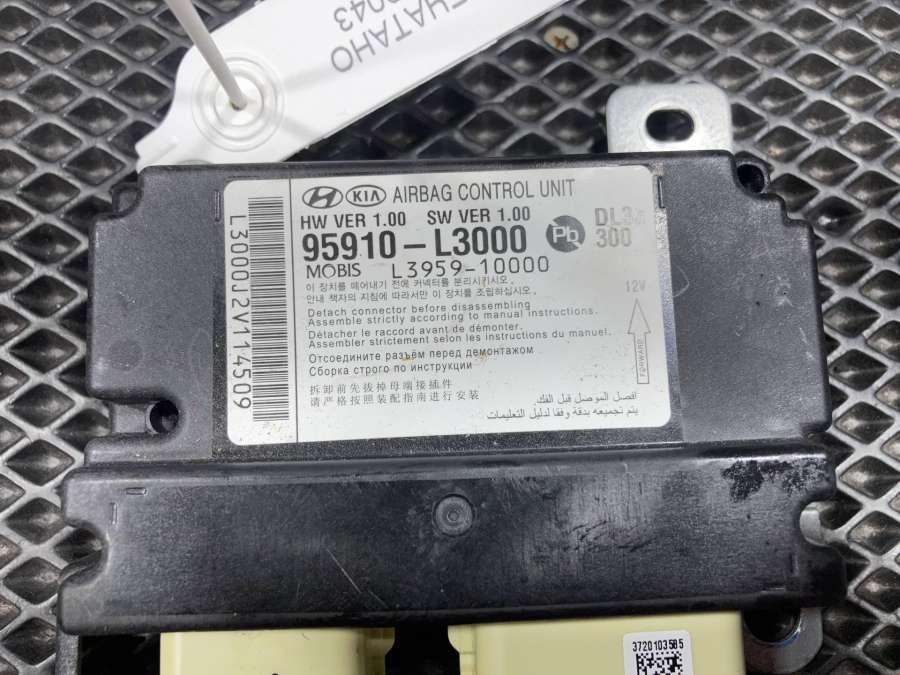 0043
AIRBAG CONTROL UNIT
KIA
HW VER 1.00 SW VER 1.00
95910-L3000
Pb
DL3
300
MOBIS L3959-10000
이 장치를 떼어내기 전에 커넥터를 분리시키시오.
안내 책자의 지침에 따라서만 이 장치를 조립하십시오.
12V
Detach connector before disassembling
Assemble strictly according to manual instructions.
Détacher le raccord avant de démonter.
Assembler strictement selon les instructions du manuel.
FORWARD
Отсоедините разъём перед демонтажом
Сборка строго по инструкции
拆卸前先拔掉母端接插件
请严格按照装配指南进行安装
افصل الموصل قبل الفك.
يتم تجميعه بدقة وفقا لدليل التعليمات
L3000J2V114509
3720103585